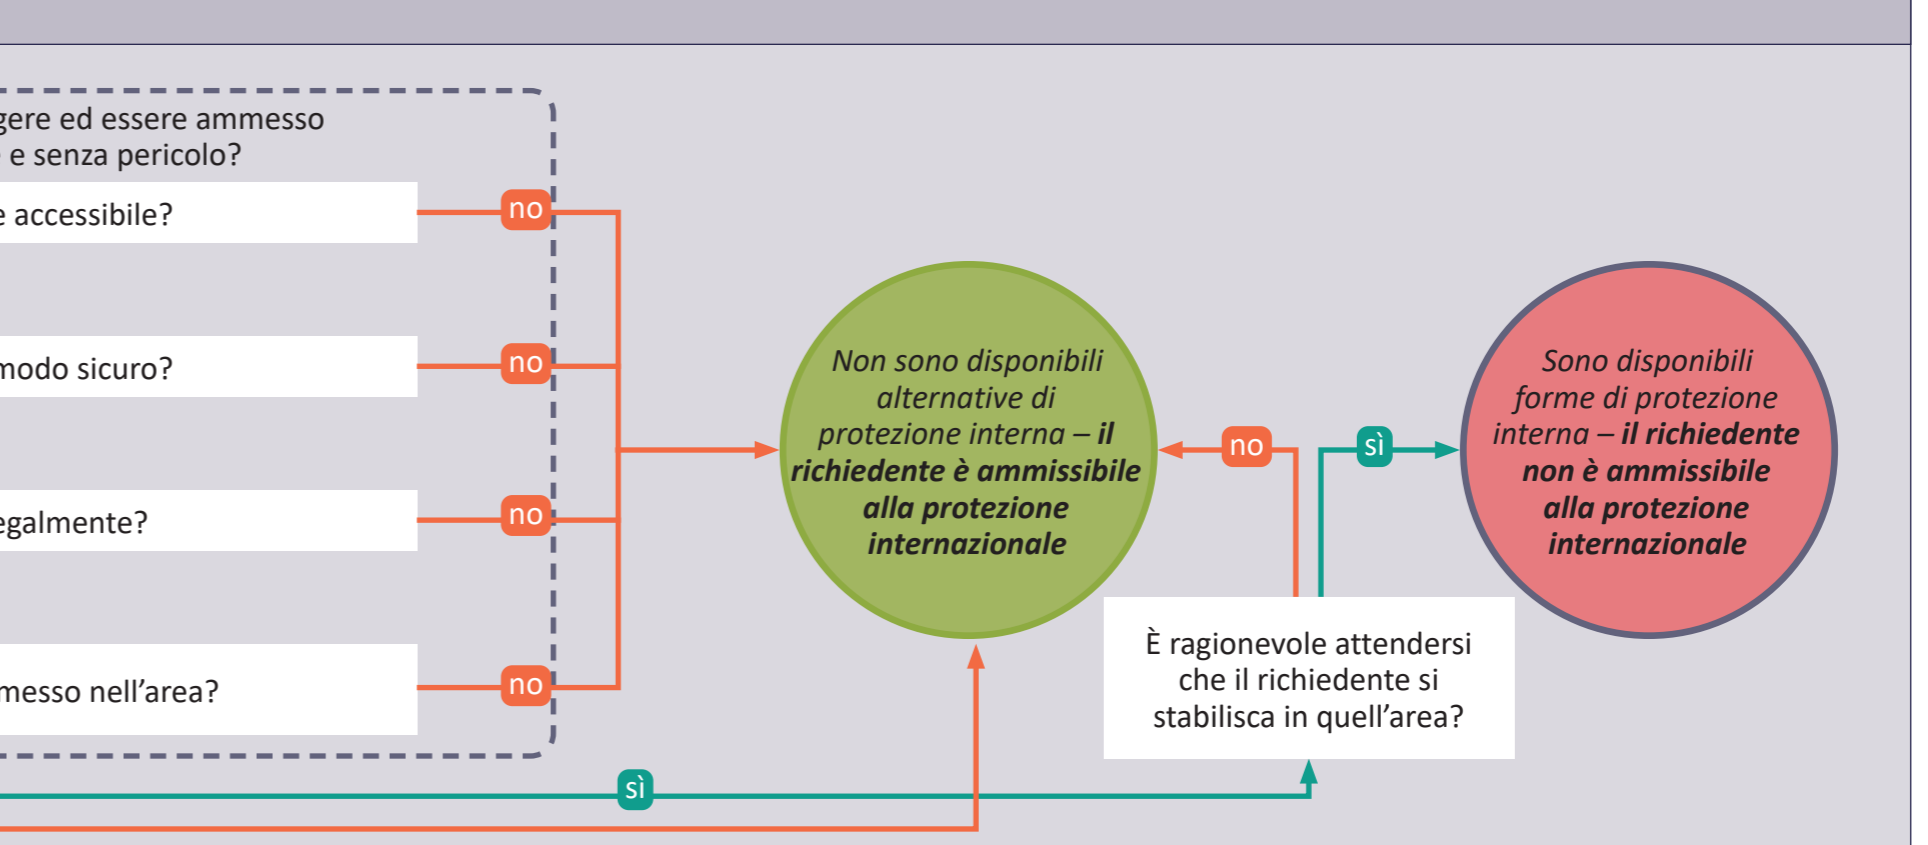 ed essere ammesso
e senza pericolo?
accessibile?
no
modo sicuro?
no
no
messo nell'area?
no
Non sono disponibili
alternative di
protezione interna – il
richiedente è ammissibile
alla protezione
internazionale
no
sì
Sono disponibili
forme di protezione
interna – il richiedente
non è ammissibile
alla protezione
internazionale
È ragionevole attendersi
che il richiedente si
stabilisca in quell'area?
sì